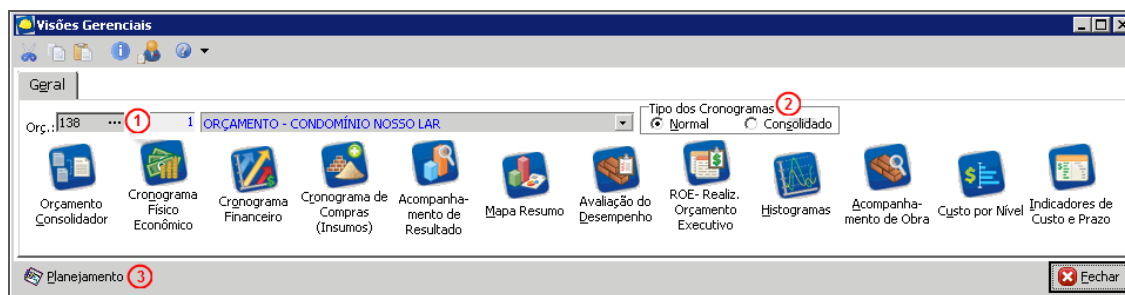 Visões Gerenciais
Geral
Orç.: 138 ... 1 1 ORÇAMENTO - CONDOMÍNIO NOSSO LAR
Tipo dos Cronogramas 2
Normal Consolidado
Orçamento
Consolidador
Cronograma
Físico
Econômico
Cronograma
Financeiro
Cronograma de
Compras
(Insumos)
Acompanha-
mento de
Resultado
Mapa Resumo
Avaliação do
Desempenho
ROE- Realiz.
Orçamento
Executivo
Histogramas
Acompanha-
mento de Obra
Custo por Nível
Indicadores de
Custo e Prazo
Planejamento 3
Fechar